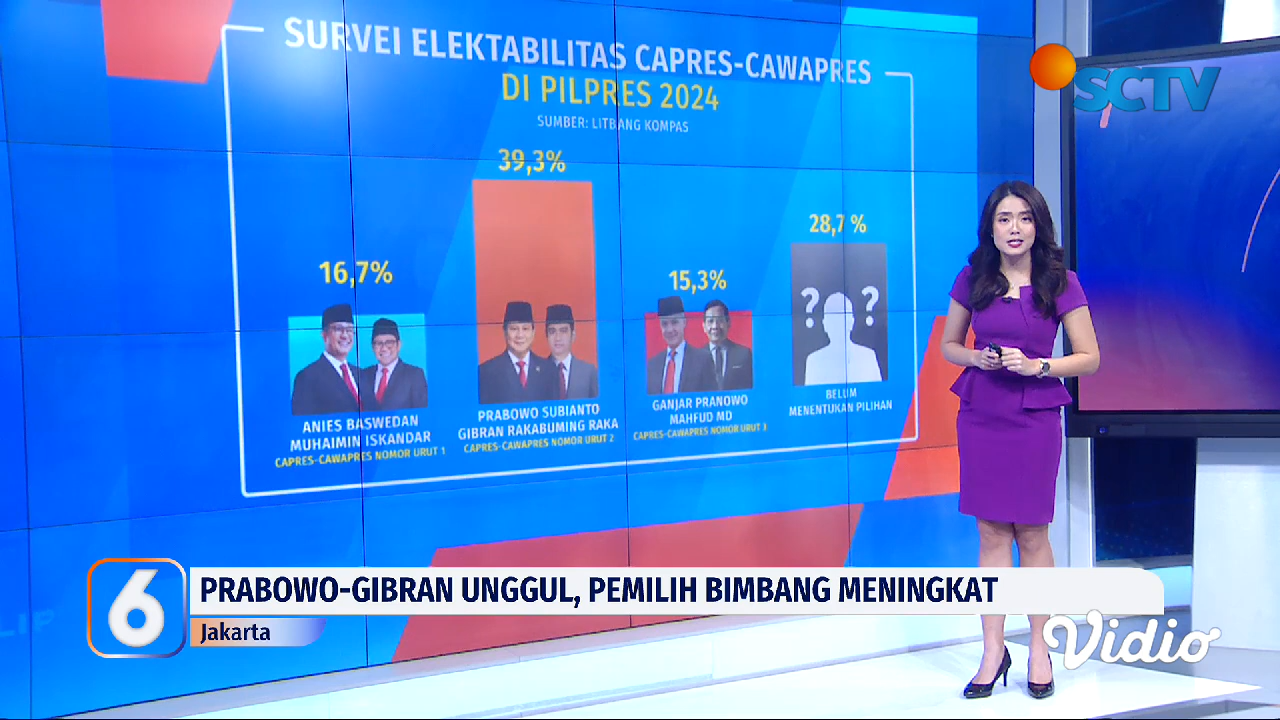 SURVEI ELEKTABILITAS CAPRES-CAWAPRES
DI PILPRES 2024
SUMBER: LITBANG KOMPAS
16,7%
39,3%
15,3%
28,7 %
? ?
ANIES BASWEDAN
MUHAIMIN ISKANDAR
CAPRES-CAWAPRES NOMOR URUT 1
PRABOWO SUBIANTO
GIBRAN RAKABUMING RAKA
CAPRES-CAWAPRES NOMOR URUT 2
GANJAR PRANOWO
MAHFUD MD
CAPRES-CAWAPRES NOMOR URUT 3
BELUM
MENENTUKAN PILIHAN
SCTV
6
PRABOWO-GIBRAN UNGGUL, PEMILIH BIMBANG MENINGKAT
Jakarta
Vidio